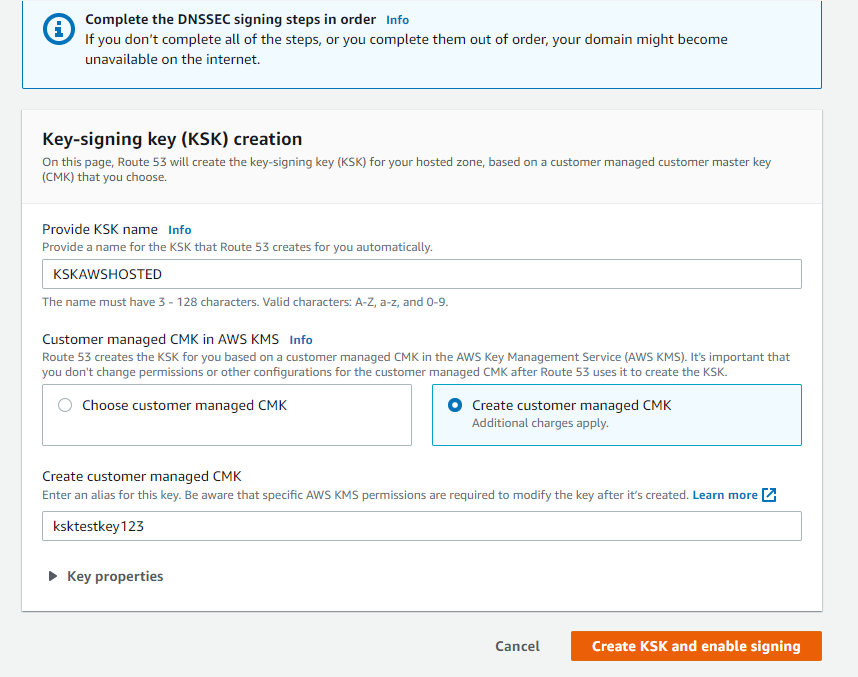 Complete the DNSSEC signing steps in order Info
If you don't complete all of the steps, or you complete them out of order, your domain might become
unavailable on the internet.
Key-signing key (KSK) creation
On this page, Route 53 will create the key-signing key (KSK) for your hosted zone, based on a customer managed customer master key
(CMK) that you choose.
Provide KSK name Info
Provide a name for the KSK that Route 53 creates for you automatically.
KSKAWSHOSTED
The name must have 3 - 128 characters. Valid characters: A-Z, a-z, and 0-9.
Customer managed CMK in AWS KMS Info
Route 53 creates the KSK for you based on a customer managed CMK in the AWS Key Management Service (AWS KMS). It's important that
you don't change permissions or other configurations for the customer managed CMK after Route 53 uses it to create the KSK.
Choose customer managed CMK
Create customer managed CMK
Additional charges apply.
Create customer managed CMK
Enter an alias for this key. Be aware that specific AWS KMS permissions are required to modify the key after it's created. Learn more
ksktestkey123
Key properties
Cancel Create KSK and enable signing